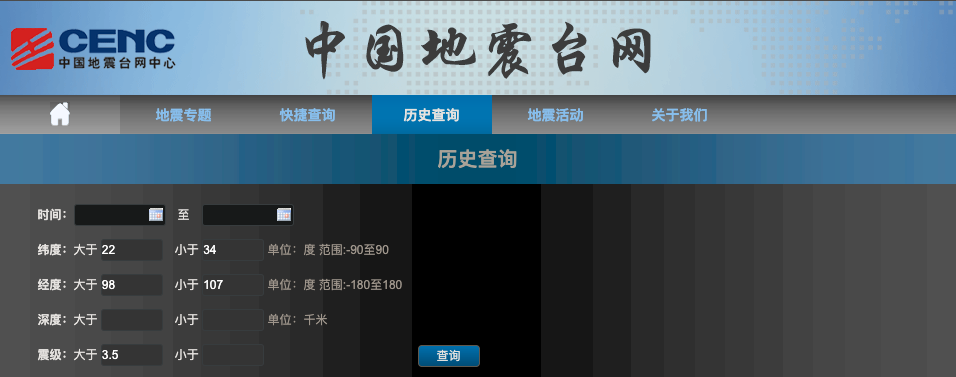 CENC
中国地震台网中心
中国地震台网
地震专题 快捷查询 历史查询 地震活动 关于我们
历史查询
时间： 至
纬度：大于 22 小于 34 单位：度 范围:-90至90
经度：大于 98 小于 107 单位：度 范围:-180至180
深度：大于 小于 单位：千米
震级：大于 3.5 小于 查询